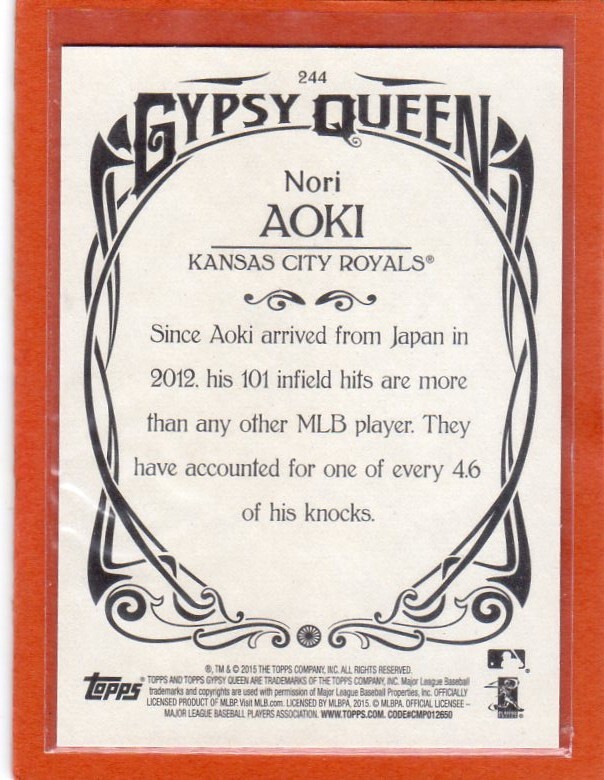 244
GYPSY QUEEN
Nori
AOKI
KANSAS CITY ROYALS®
Since Aoki arrived from Japan in
2012, his 101 infield hits are more
than any other MLB player. They
have accounted for one of every 4.6
of his knocks.
®, TM & © 2015 THE TOPPS COMPANY, INC. ALL RIGHTS RESERVED.
topps® TOPPS AND TOPPS GYPSY QUEEN ARE TRADEMARKS OF THE TOPPS COMPANY, INC. Major League Baseball
trademarks and copyrights are used with permission of Major League Baseball Properties, Inc. OFFICIALLY
LICENSED PRODUCT OF MLBP. Visit MLB.com. LICENSED BY MLBPA, 2015. © MLBPA. OFFICIAL LICENSEE –
MAJOR LEAGUE BASEBALL PLAYERS ASSOCIATION. WWW.TOPPS.COM. CODE#CMP012650